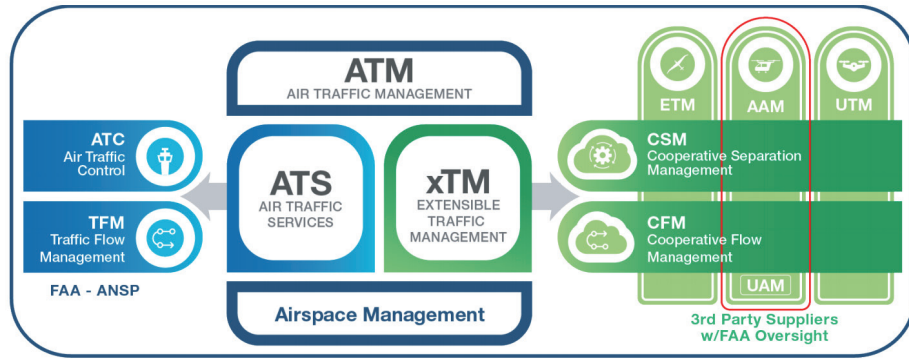 ATM
AIR TRAFFIC MANAGEMENT
ETM
AAM
UTM
ATC
Air Traffic
Control
TFM
Traffic Flow
Management
FAA - ANSP
ATS
AIR TRAFFIC
SERVICES
xTM
EXTENSIBLE
TRAFFIC
MANAGEMENT
CSM
Cooperative Separation
Management
CFM
Cooperative Flow
Management
UAM
Airspace Management
3rd Party Suppliers
w/FAA Oversight